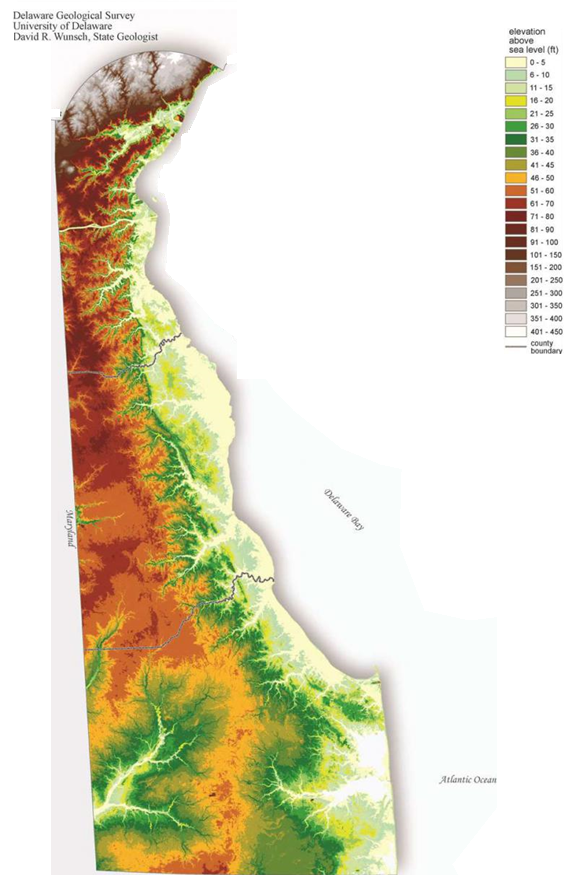 Delaware Geological Survey
University of Delaware
David R. Wunsch, State Geologist
elevation
above
sea level (ft)
0 - 5
6 - 10
11 - 15
16 - 20
21 - 25
26 - 30
31 - 35
36 - 40
41 - 45
46 - 50
51 - 60
61 - 70
71 - 80
81 - 90
91 - 100
101 - 150
151 - 200
201 - 250
251 - 300
301 - 350
351 - 400
401 - 450
county
boundary
Maryland
Delaware Bay
Atlantic Ocean